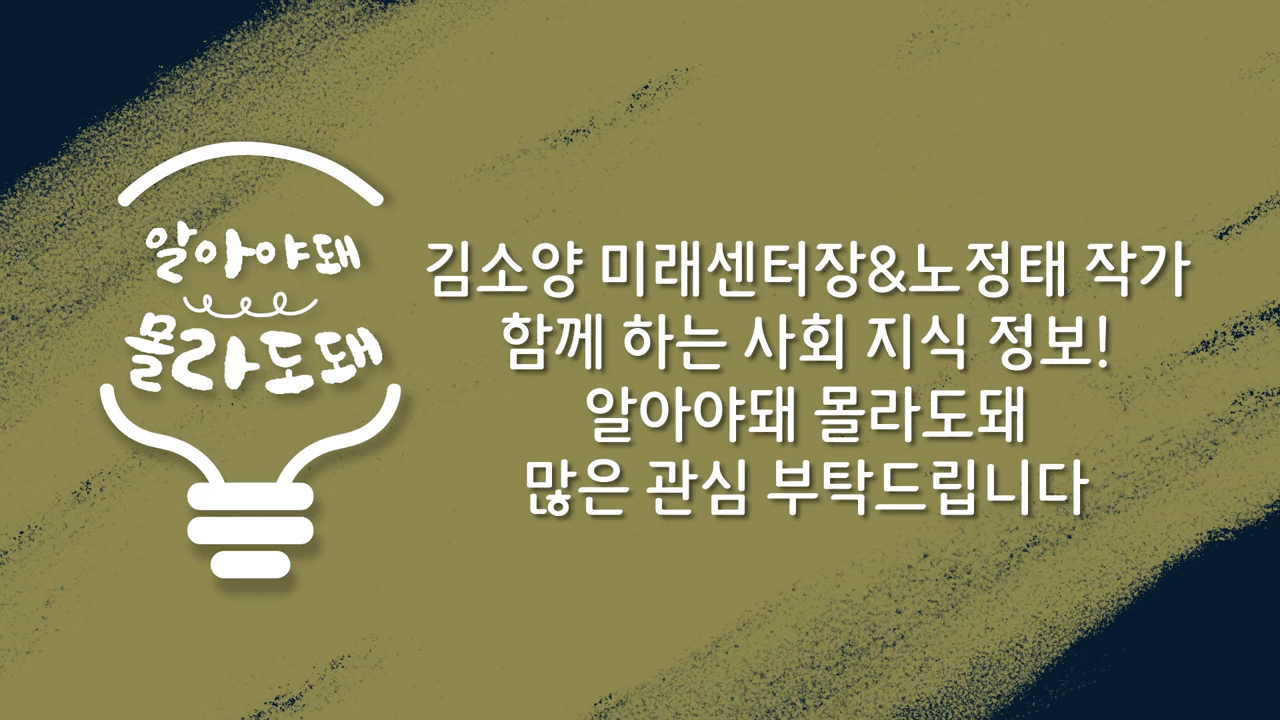 알아야돼
몰라도돼
김소양 미래센터장&노정태 작가
함께 하는 사회 지식 정보!
알아야돼 몰라도돼
많은 관심 부탁드립니다